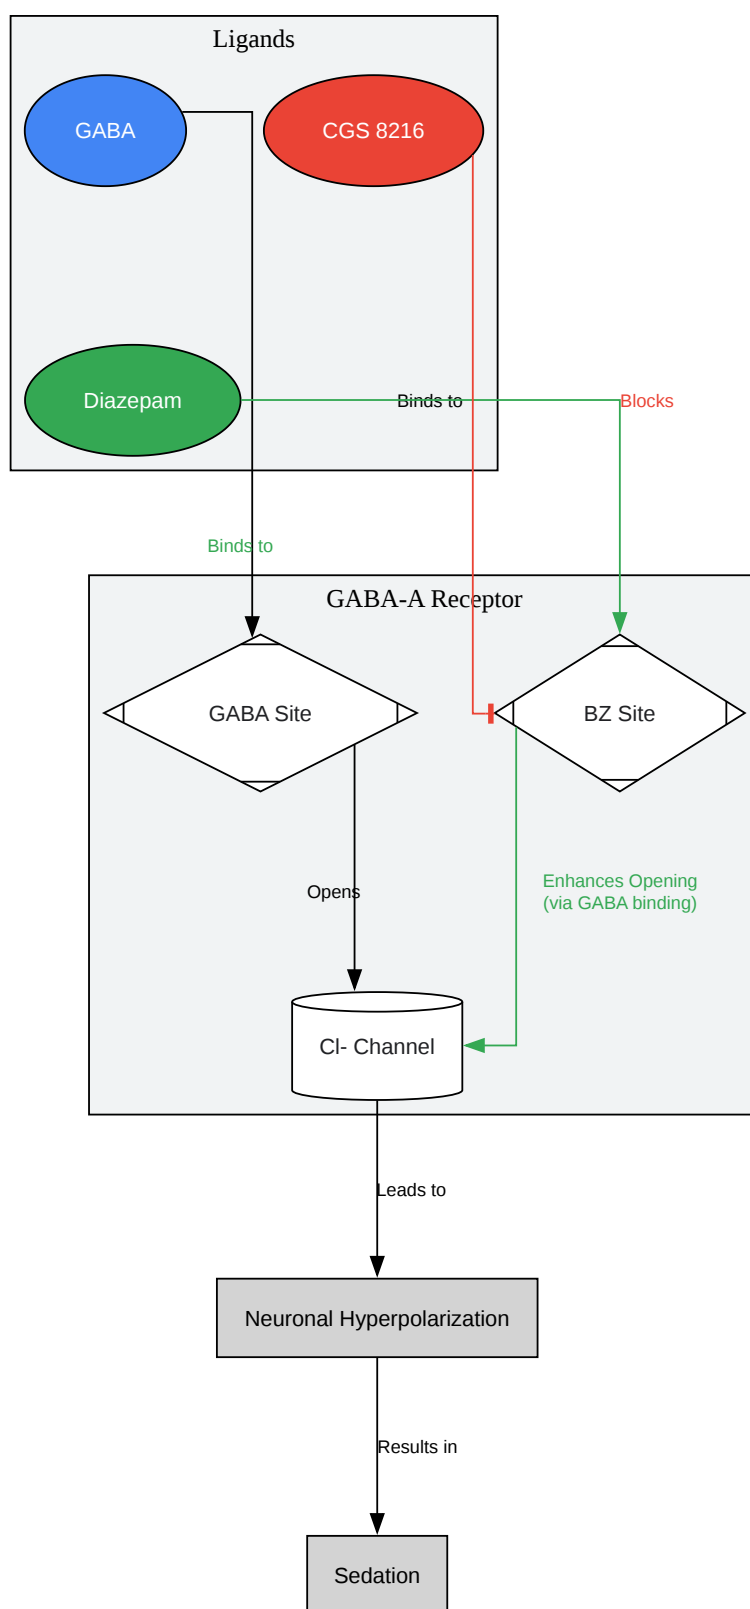 Ligands
GABA
CGS 8216
Diazepam
Binds to
Blocks
Binds to
GABA-A Receptor
GABA Site
BZ Site
Enhances Opening
(via GABA binding)
Opens
Cl- Channel
Leads to
Neuronal Hyperpolarization
Results in
Sedation